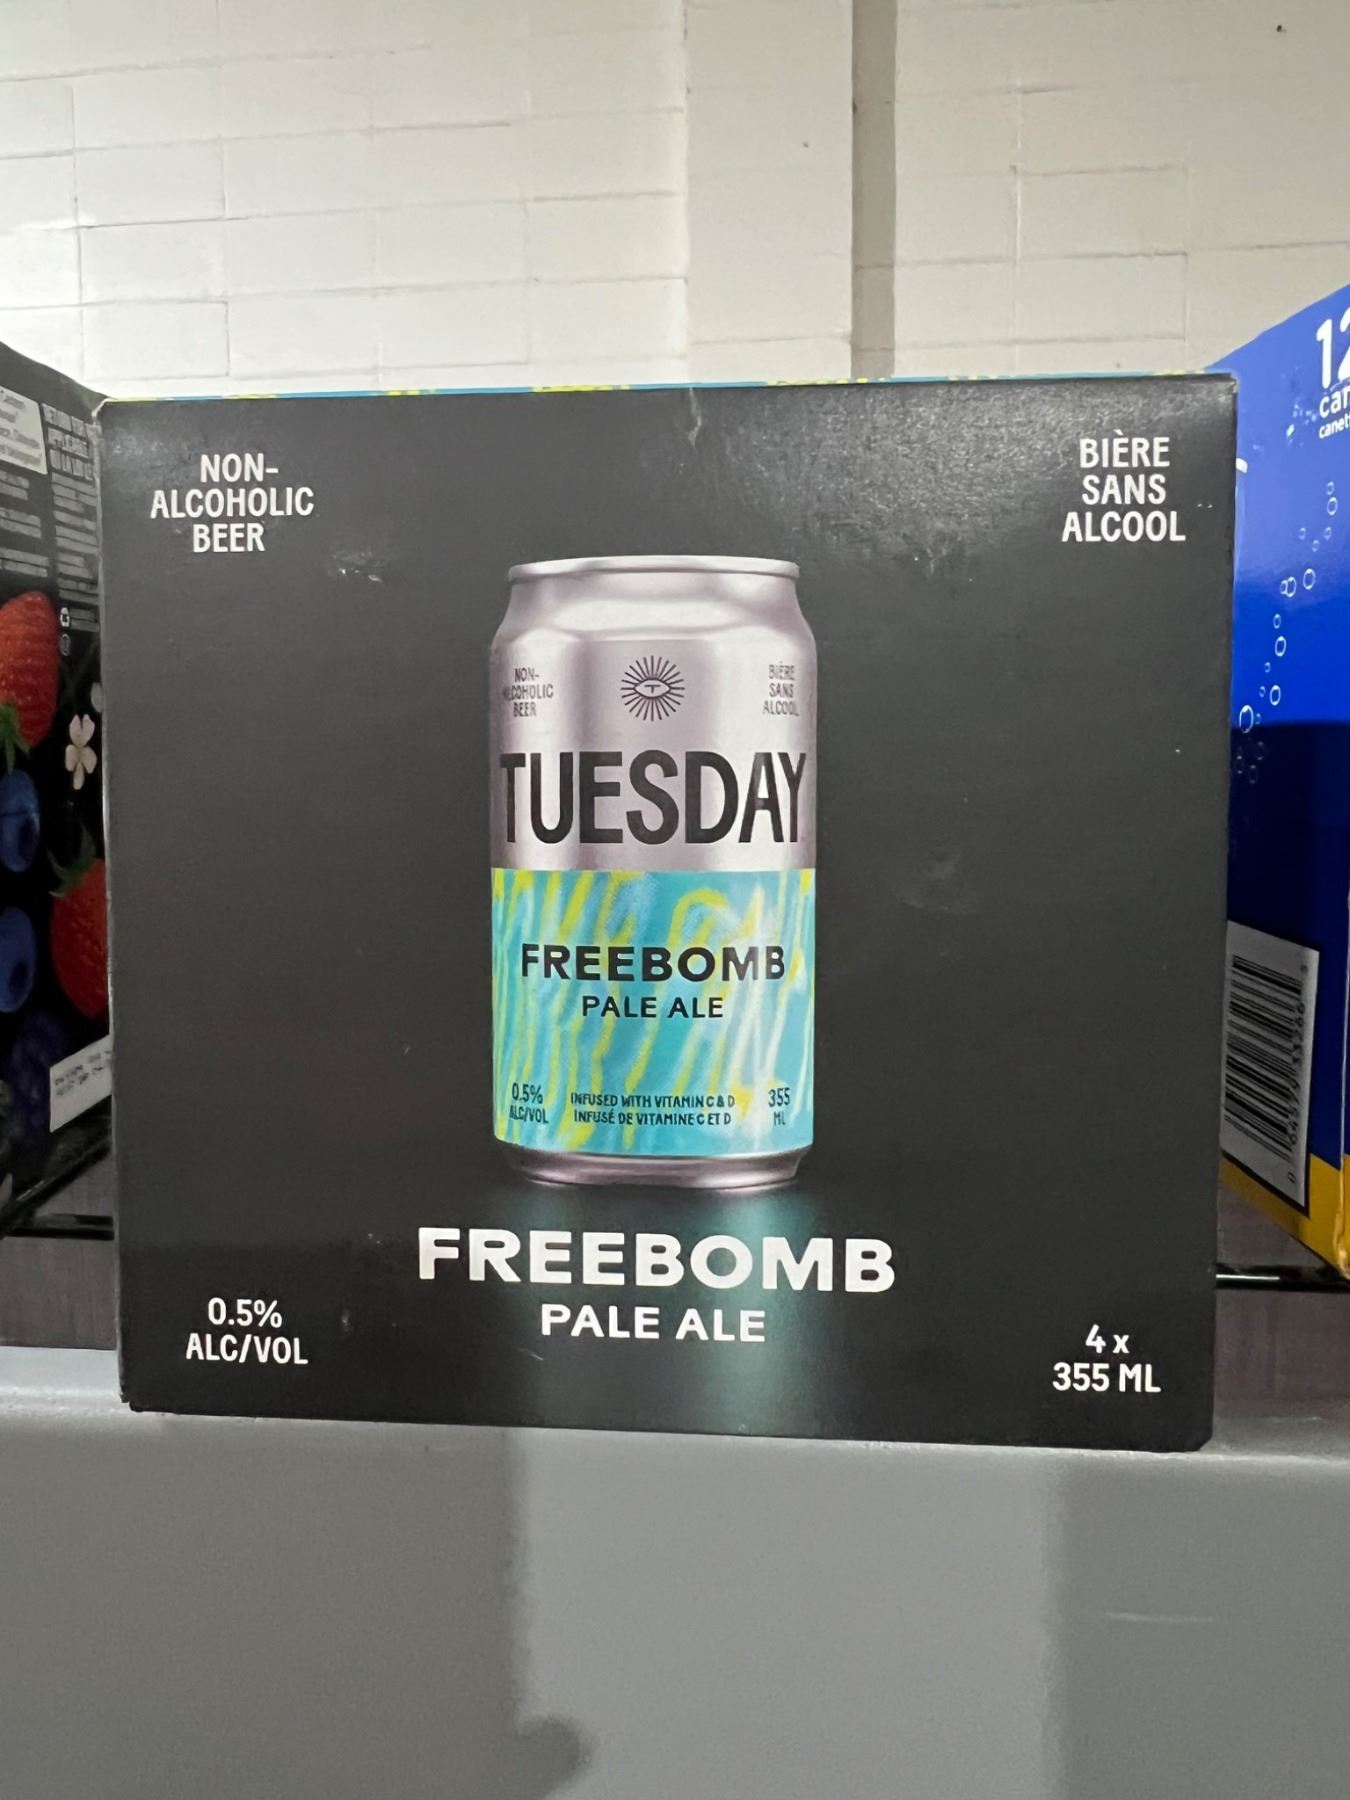 NON-
ALCOHOLIC
BEER
BIÈRE
SANS
ALCOOL
NON-
ALCOHOLIC
BEER
BIÈRE
SANS
ALCOOL
TUESDAY
FREEBOMB
PALE ALE
0.5%
ALC/VOL
INFUSED WITH VITAMIN C & D
INFUSÉ DE VITAMINE C ET D
355
ML
FREEBOMB
PALE ALE
0.5%
ALC/VOL
4 x
355 ML
12